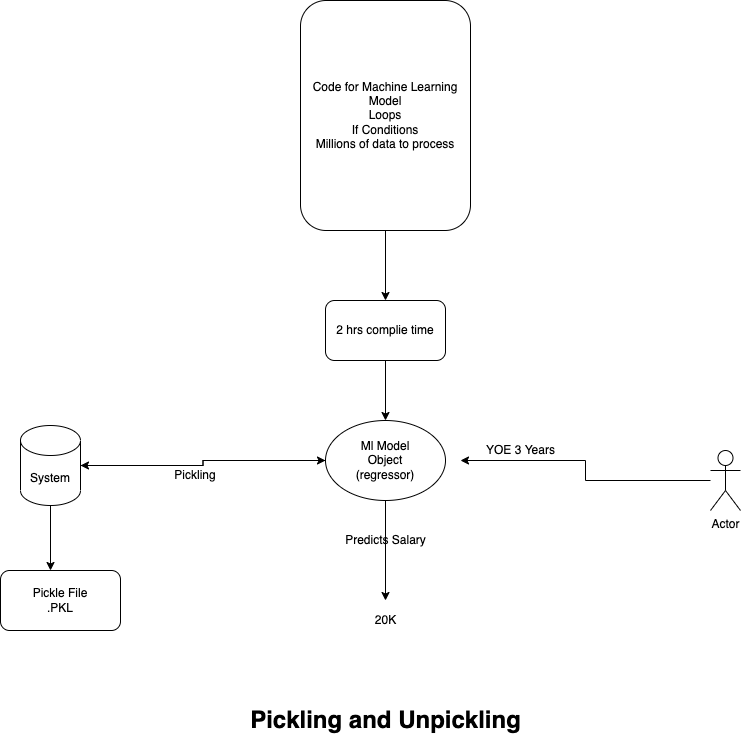 Code for Machine Learning
Model
Loops
If Conditions
Millions of data to process
2 hrs complie time
Ml Model
Object
(regressor)
YOE 3 Years
System
Pickling
Actor
Predicts Salary
Pickle File
.PKL
20K
Pickling and Unpickling